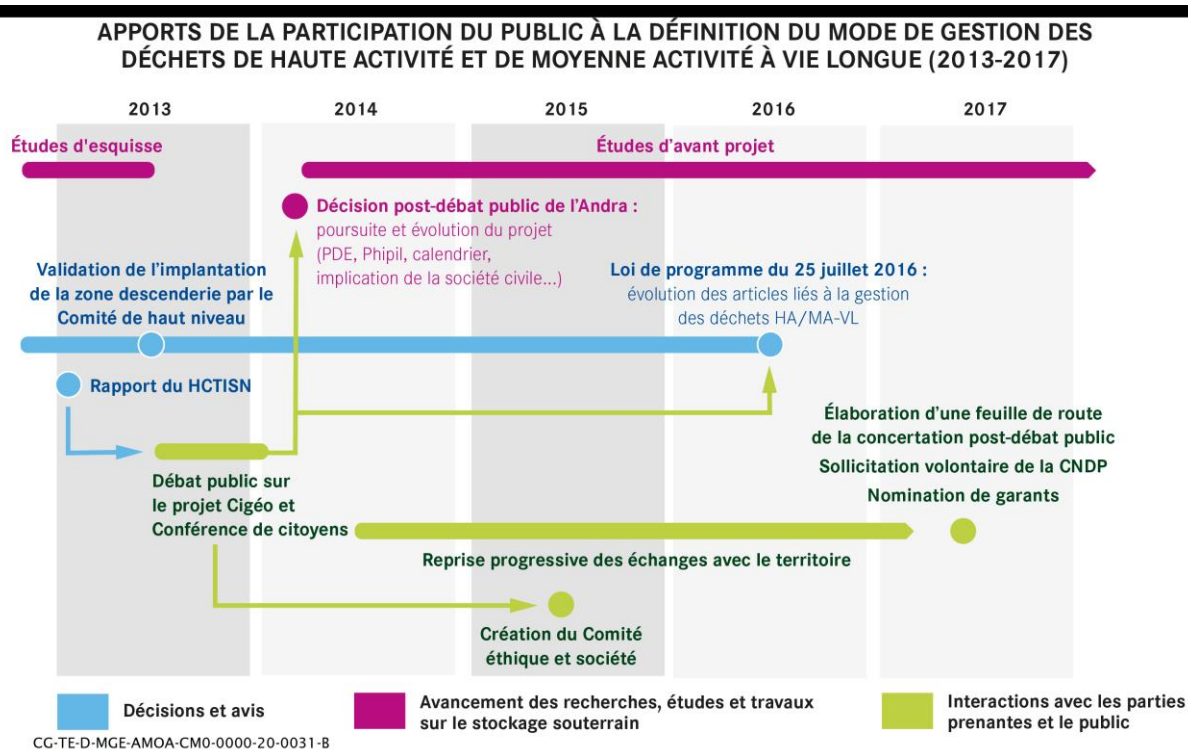 APPORTS DE LA PARTICIPATION DU PUBLIC À LA DÉFINITION DU MODE DE GESTION DES
DÉCHETS DE HAUTE ACTIVITÉ ET DE MOYENNE ACTIVITÉ À VIE LONGUE (2013-2017)
2013
2014
2015
2016
2017
Études d'esquisse
Études d’avant projet
Décision post-débat public de l’Andra :
poursuite et évolution du projet
(PDE, Phipil, calendrier,
implication de la société civile...)
Validation de l’implantation
de la zone descenderie par le
Comité de haut niveau
Loi de programme du 25 juillet 2016 :
évolution des articles liés à la gestion
des déchets HA/MA-VL
Rapport du HCTISN
Débat public sur
le projet Cigéo et
Conférence de citoyens
Élaboration d’une feuille de route
de la concertation post-débat public
Sollicitation volontaire de la CNDP
Nomination de garants
Reprise progressive des échanges avec le territoire
Création du Comité
éthique et société
Décisions et avis
Avancement des recherches, études et travaux
sur le stockage souterrain
Interactions avec les parties
prenantes et le public
CG-TE-D-MGE-AMOA-CM0-0000-20-0031-B